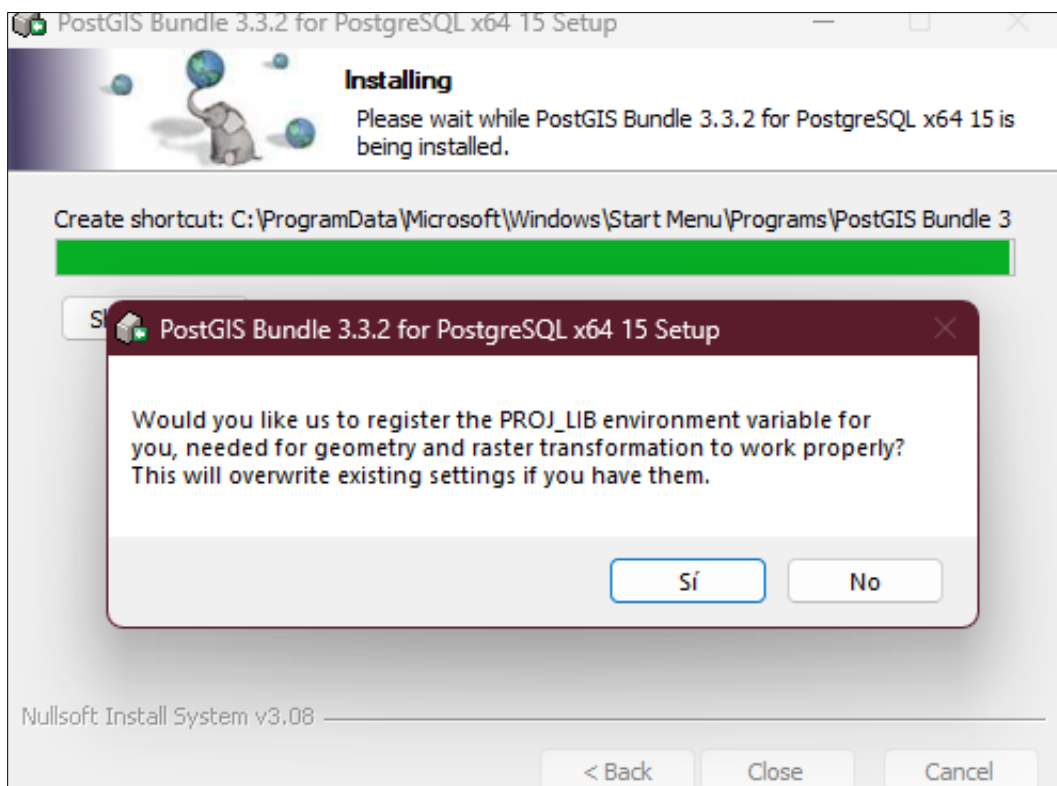 PostGIS Bundle 3.3.2 for PostgreSQL x64 15 Setup
Installing
Please wait while PostGIS Bundle 3.3.2 for PostgreSQL x64 15 is
being installed.
Create shortcut: C:\ProgramData\Microsoft\Windows\Start Menu\Programs\PostGIS Bundle 3
PostGIS Bundle 3.3.2 for PostgreSQL x64 15 Setup
Would you like us to register the PROJ_LIB environment variable for
you, needed for geometry and raster transformation to work properly?
This will overwrite existing settings if you have them.
Sí No
Nullsoft Install System v3.08
< Back Close Cancel